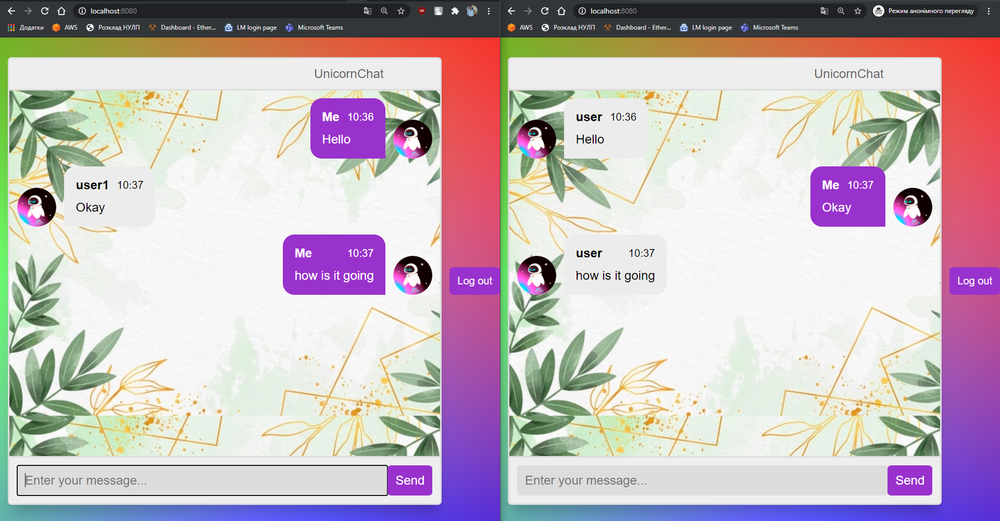 localhost:8080
Додатки AWS Розклад НУЛП Dashboard - Ether... LM login page Microsoft Teams
UnicornChat
Me 10:36
Hello
user1 10:37
Okay
Me 10:37
how is it going
Log out
Enter your message...
Send
localhost:8080
Режим анонімного перегляду
AWS Розклад НУЛП Dashboard - Ether... LM login page Microsoft Teams
UnicornChat
user 10:36
Hello
Me 10:37
Okay
user 10:37
how is it going
Log out
Enter your message...
Send